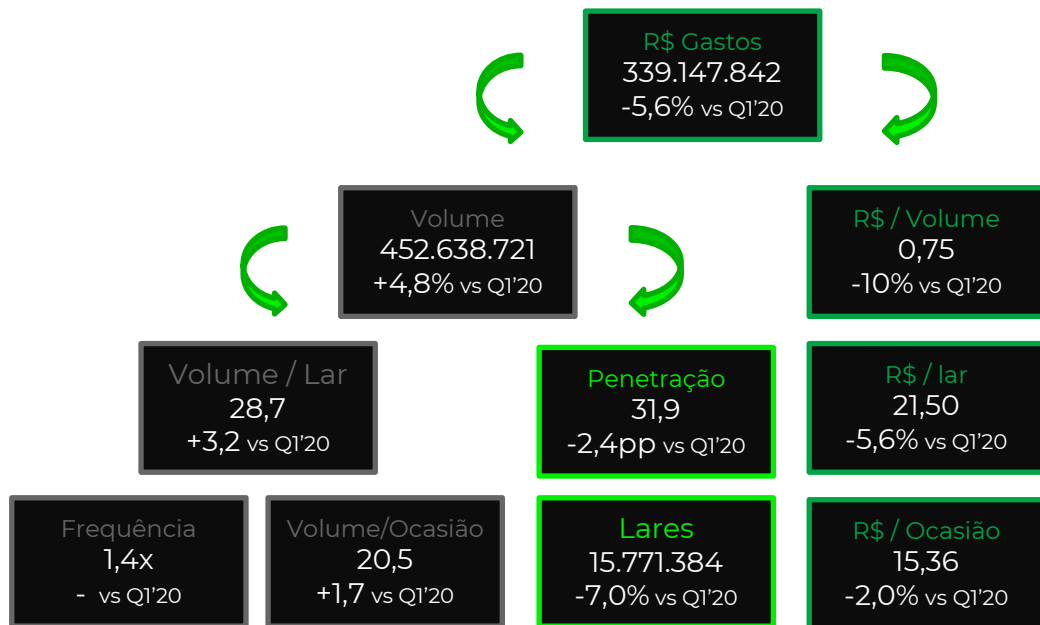 R$ Gastos
339.147.842
-5,6% vs Q1'20
Volume
452.638.721
+4,8% vs Q1'20
R$ / Volume
0,75
-10% vs Q1'20
Volume / Lar
28,7
+3,2 vs Q1'20
Penetração
31,9
-2,4pp vs Q1'20
R$ / lar
21,50
-5,6% vs Q1'20
Frequência
1,4x
- vs Q1'20
Volume/Ocasião
20,5
+1,7 vs Q1'20
Lares
15.771.384
-7,0% vs Q1'20
R$ / Ocasião
15,36
-2,0% vs Q1'20